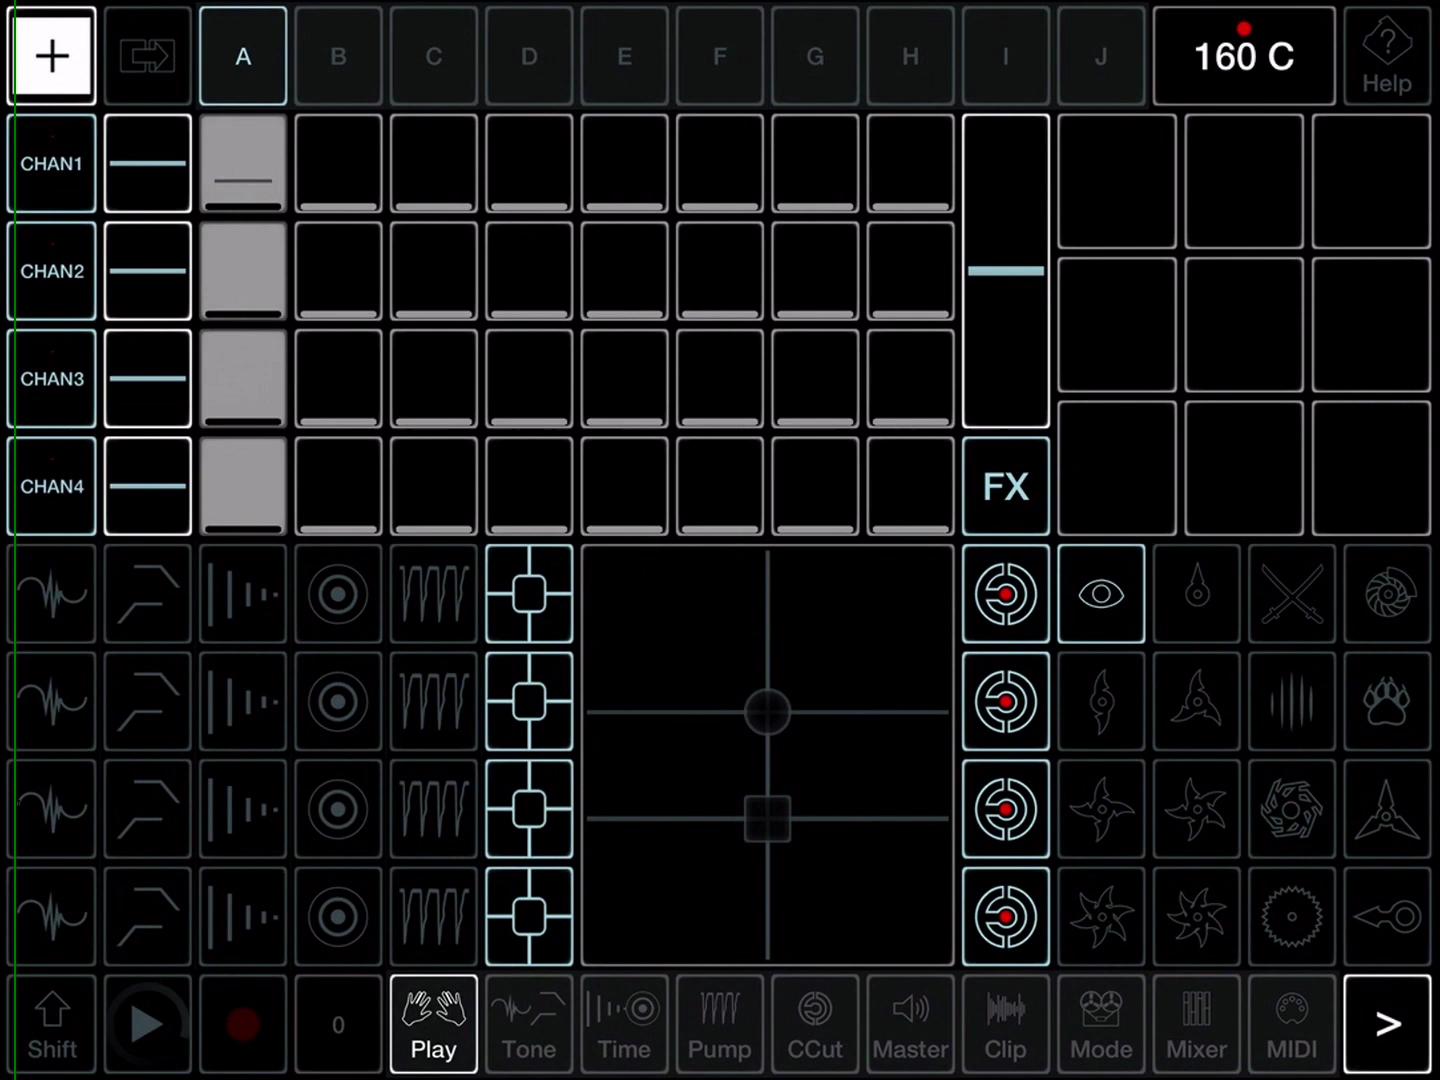 + A B C D E F G H I J 160 C ? Help
CHAN1
CHAN2
CHAN3
CHAN4
FX
Shift 0 Play Tone Time Pump CCut Master Clip Mode Mixer MIDI >